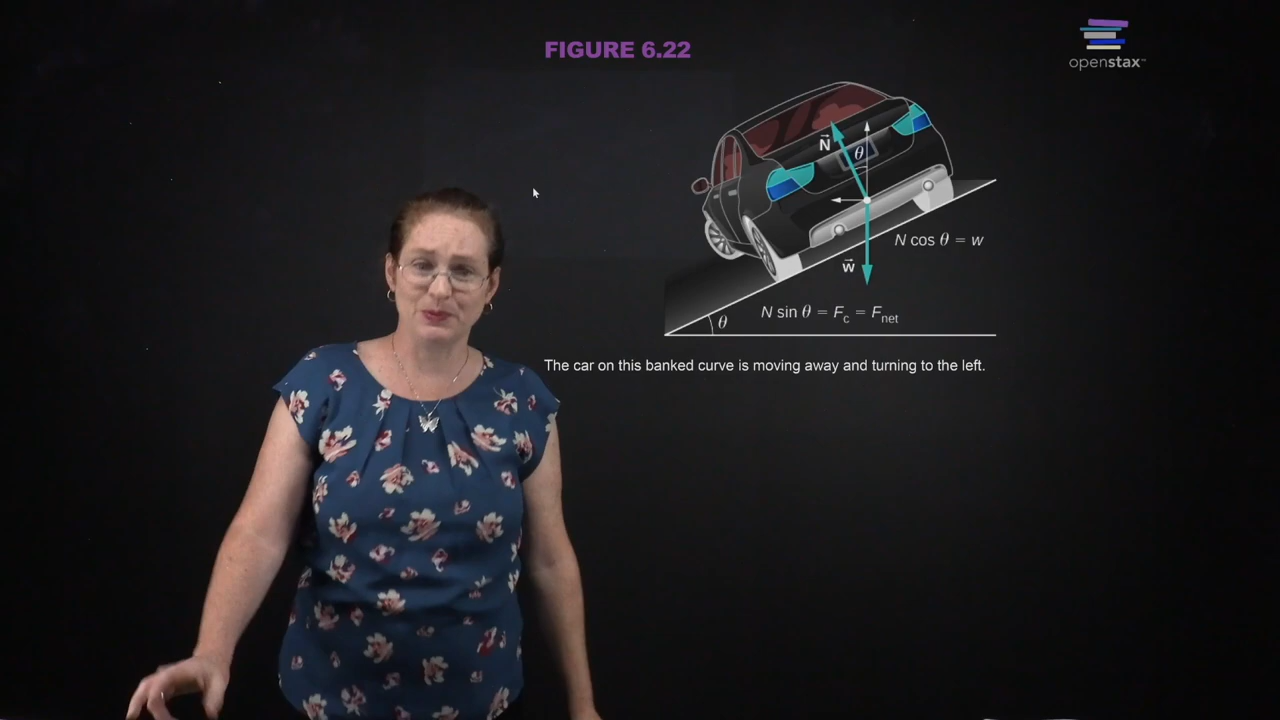 FIGURE 6.22
openstax™
N⃗
θ
N cos θ = w
w⃗
N sin θ = F_c = F_net
θ
The car on this banked curve is moving away and turning to the left.